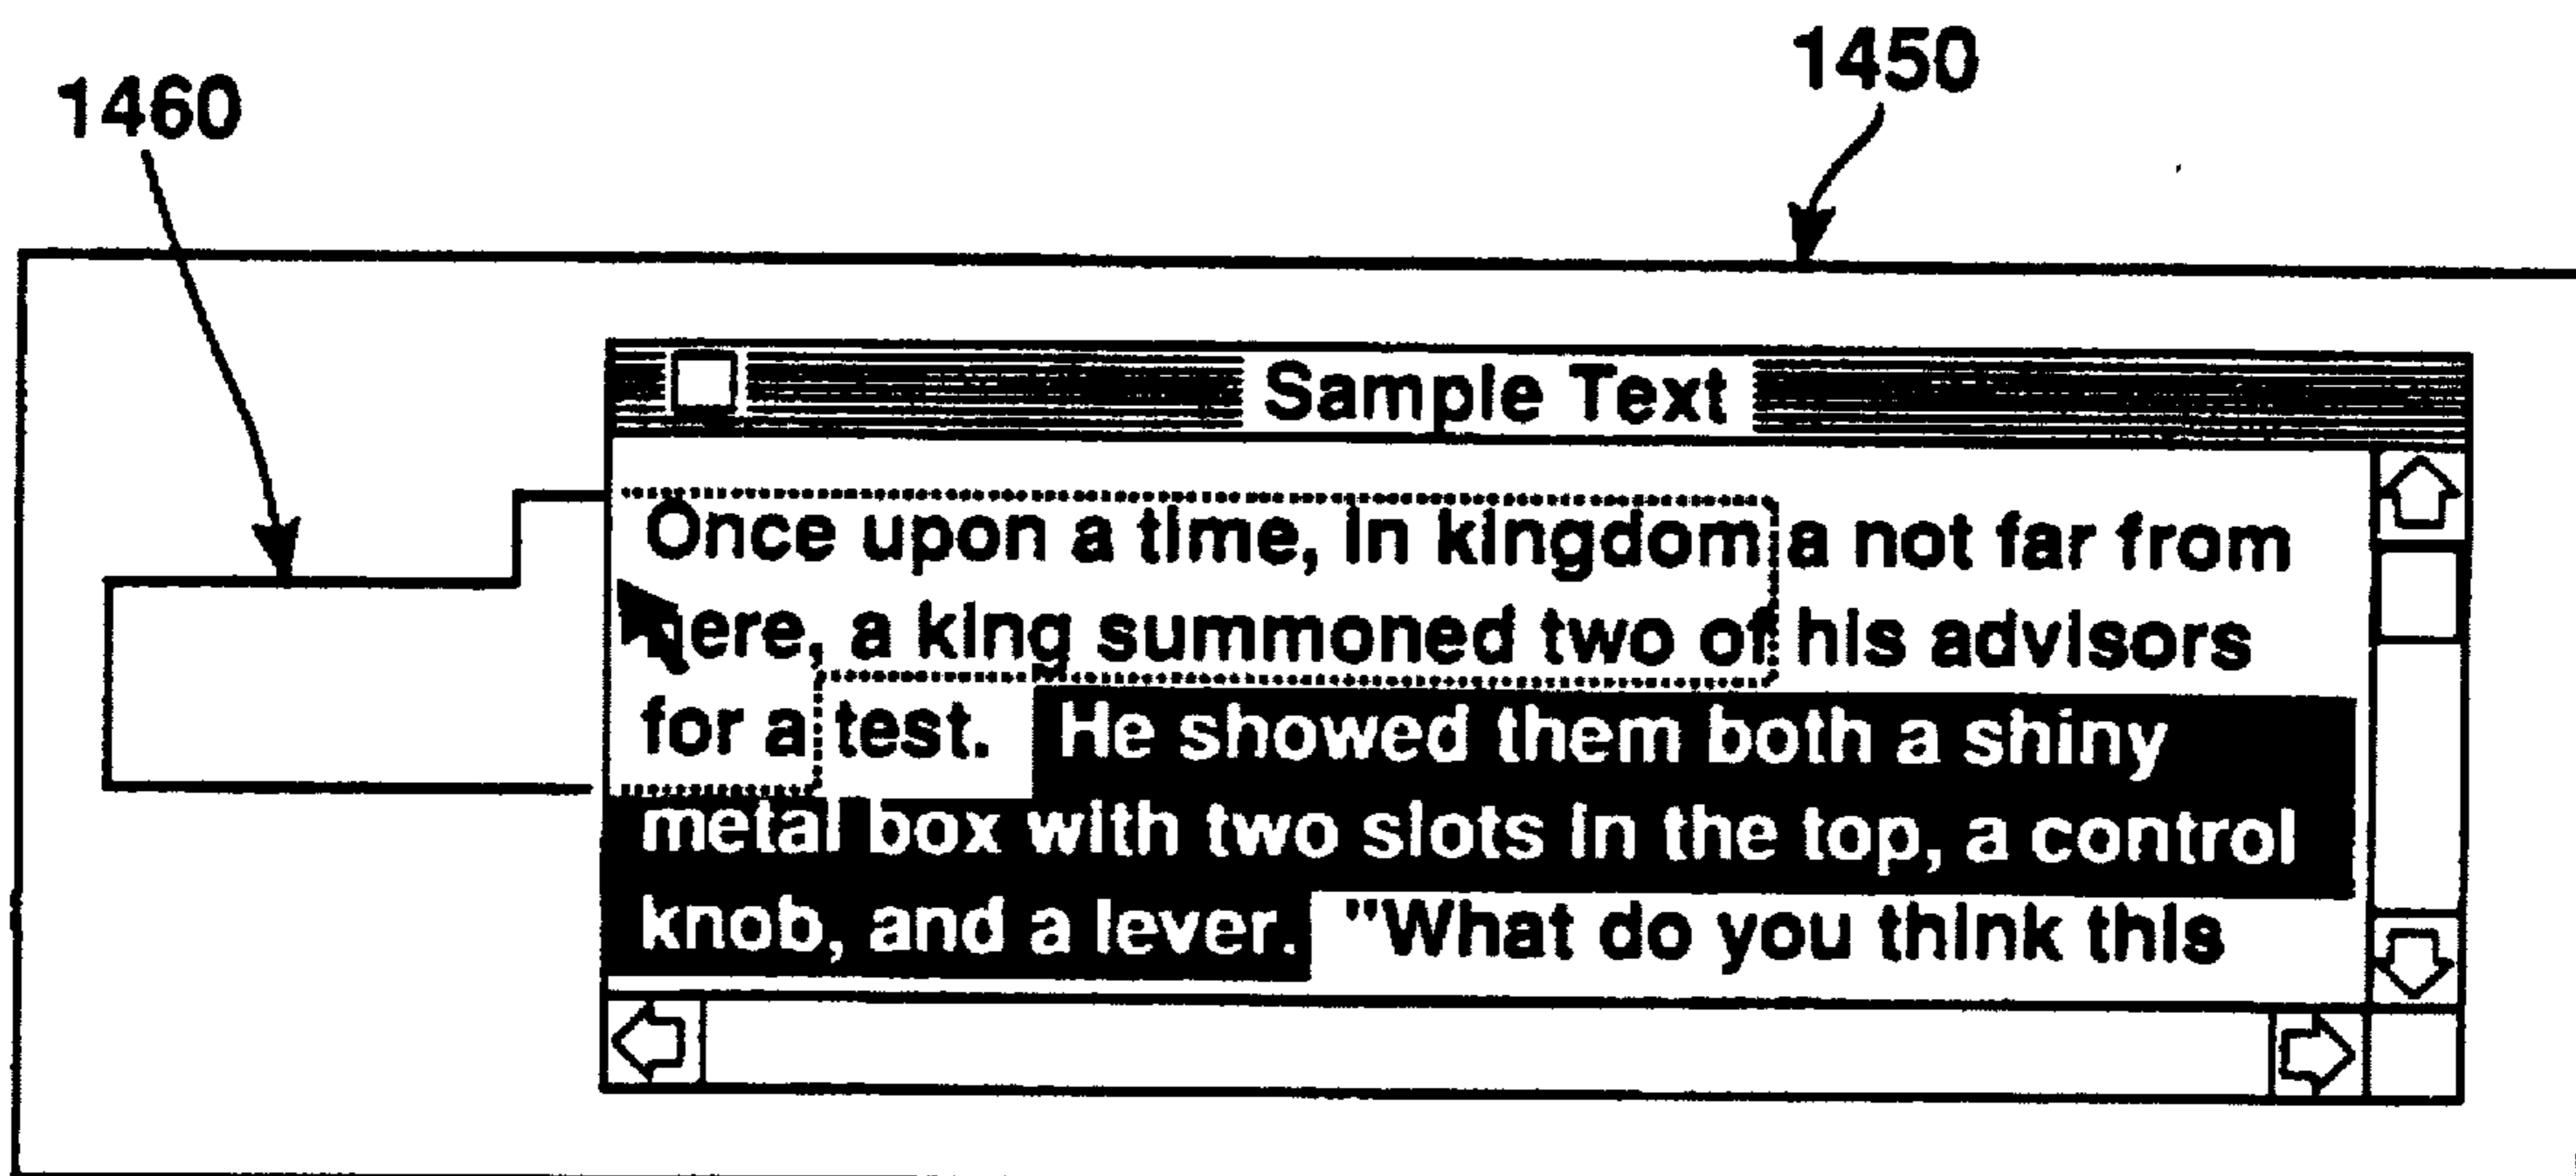 1460
1450
Sample Text
Once upon a time, in kingdom a not far from
here, a king summoned two of his advisors
for a test. He showed them both a shiny
metal box with two slots in the top, a control
knob, and a lever. "What do you think this